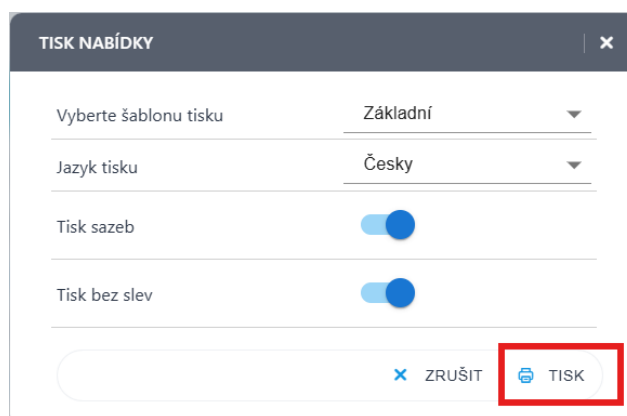 TISK NABÍDKY
Vyberte šablonu tisku Základní
Jazyk tisku Česky
Tisk sazeb
Tisk bez slev
ZRUŠIT TISK